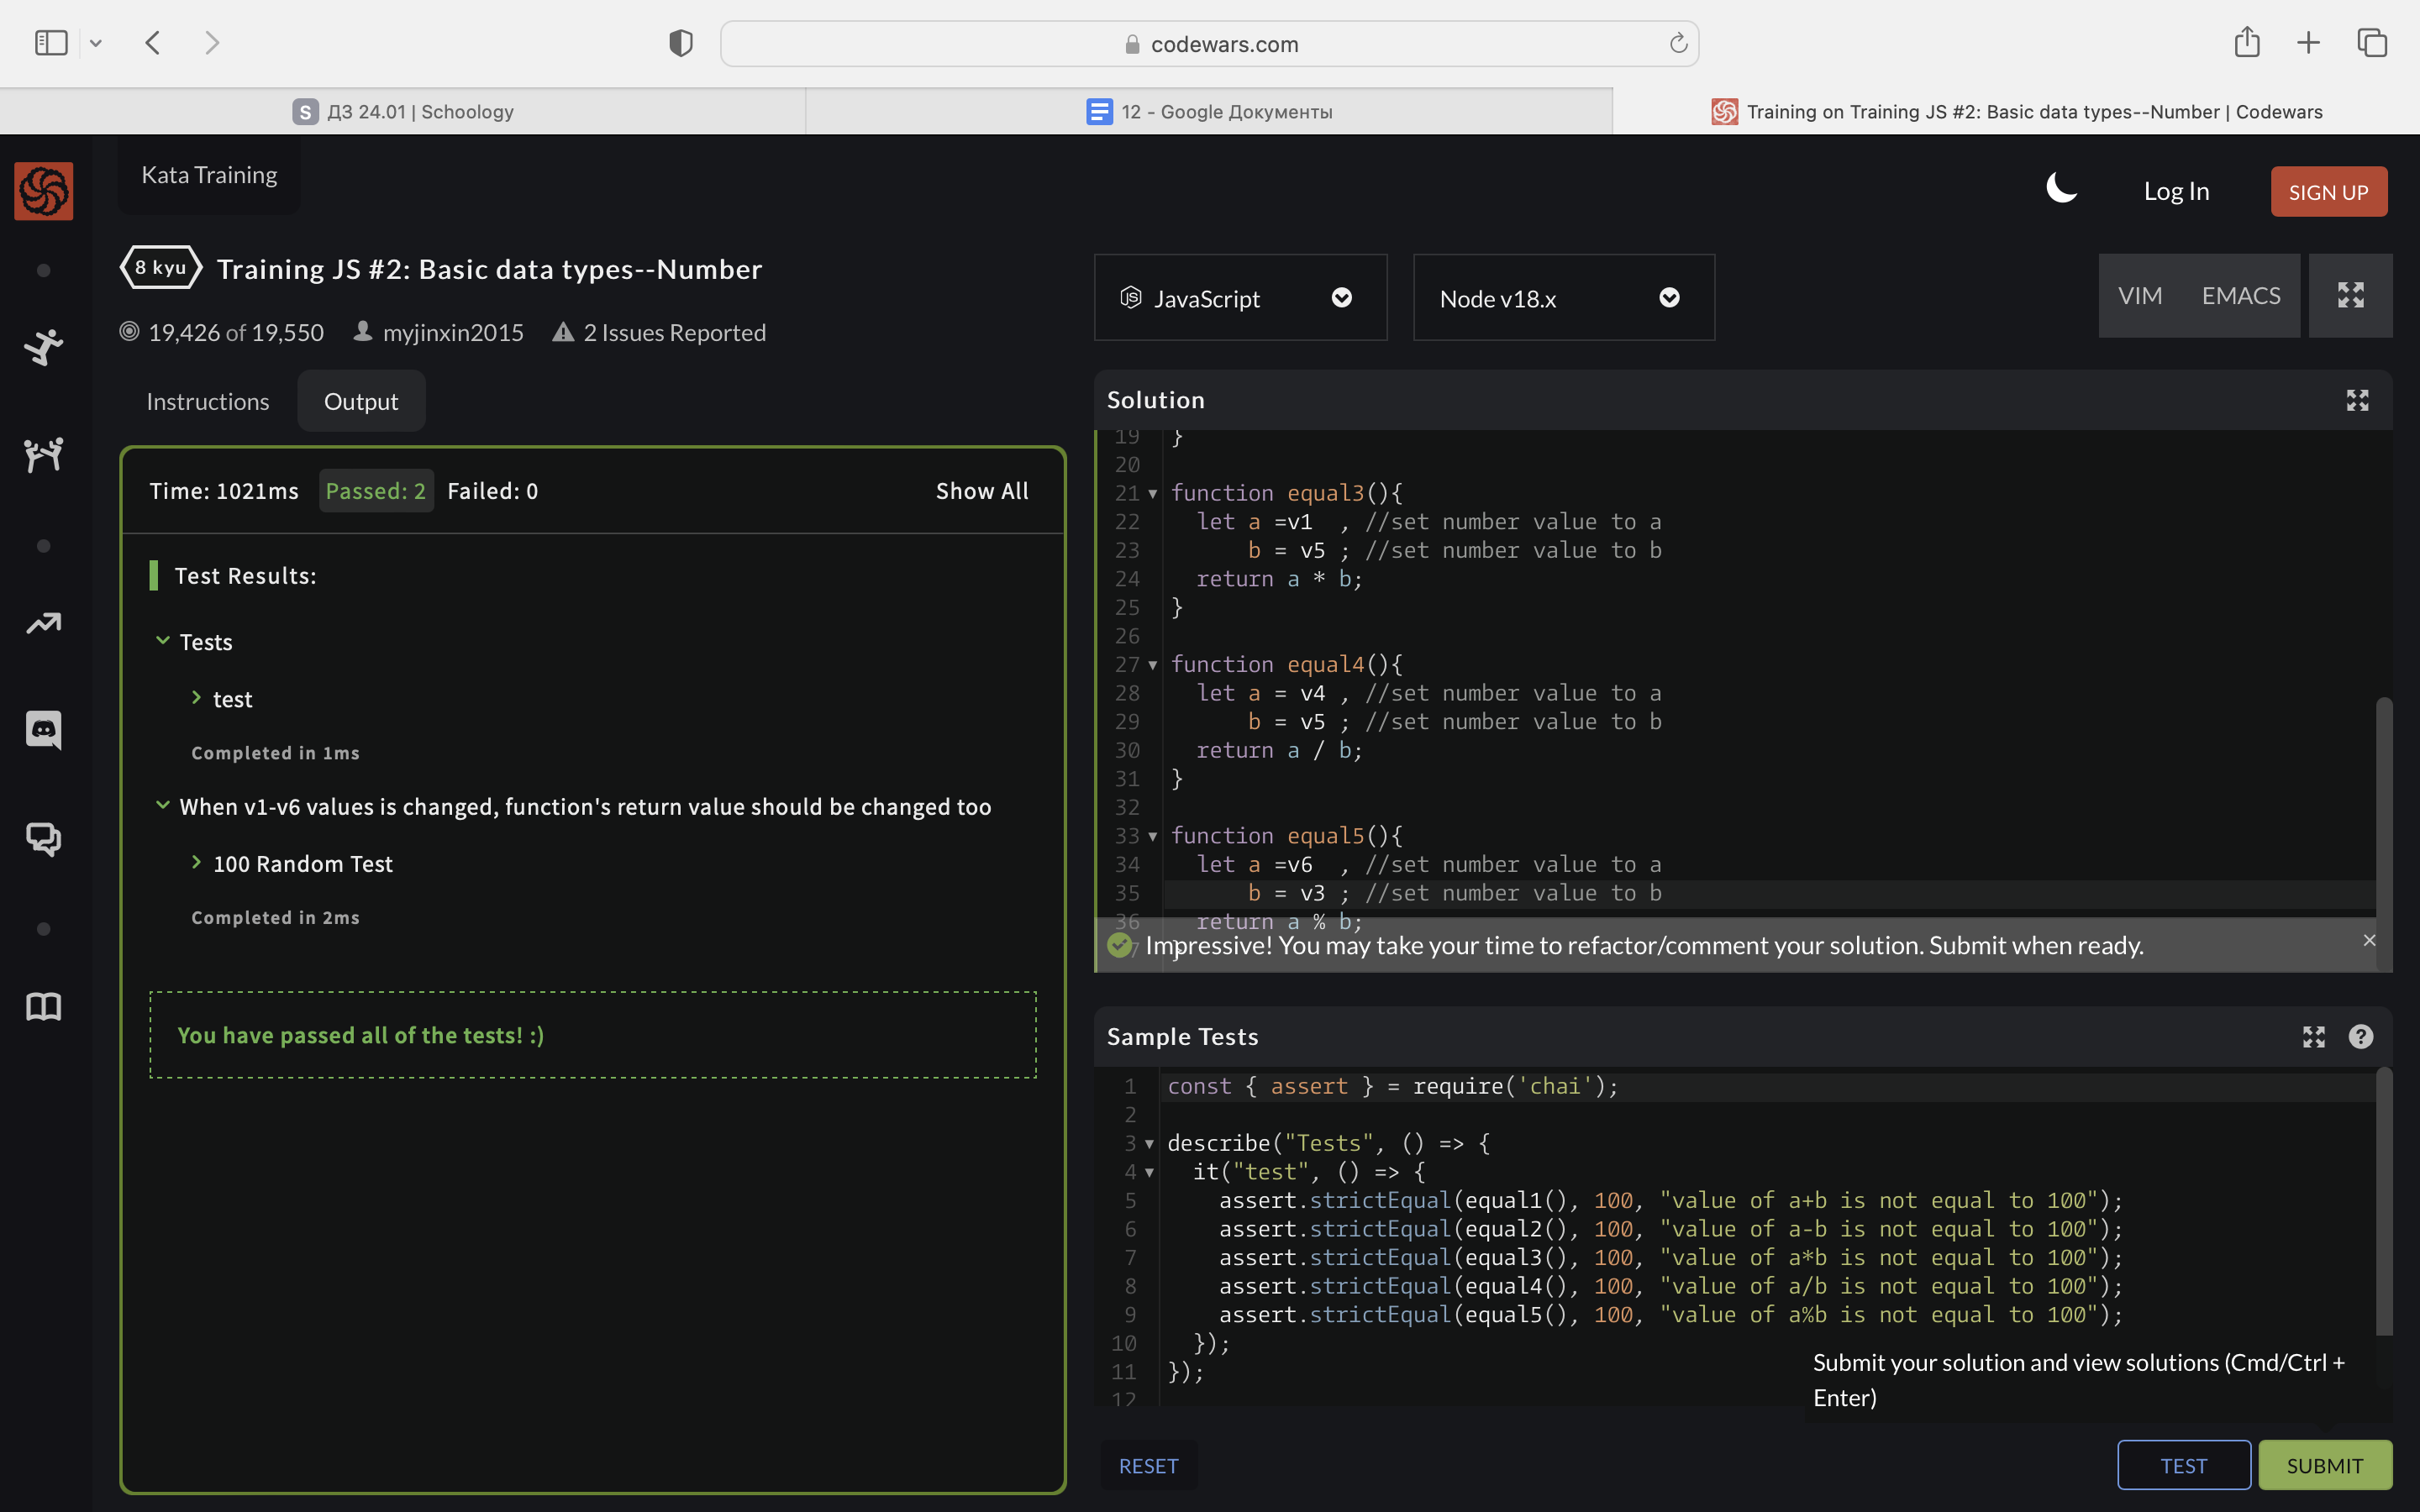 codewars.com
S ДЗ 24.01 | Schoology
12 - Google Документы
Training on Training JS #2: Basic data types--Number | Codewars
Kata Training
Log In
SIGN UP
8 kyu
Training JS #2: Basic data types--Number
19,426 of 19,550
myjinxin2015
2 Issues Reported
JavaScript
Node v18.x
VIM
EMACS
Instructions
Output
Time: 1021ms
Passed: 2
Failed: 0
Show All
Test Results:
Tests
test
Completed in 1ms
When v1-v6 values is changed, function's return value should be changed too
100 Random Test
Completed in 2ms
You have passed all of the tests! :)
Solution
19 }
20
21 function equal3(){
22 let a =v1  , //set number value to a
23 b = v5 ; //set number value to b
24 return a * b;
25 }
26
27 function equal4(){
28 let a = v4 , //set number value to a
29 b = v5 ; //set number value to b
30 return a / b;
31 }
32
33 function equal5(){
34 let a =v6  , //set number value to a
35 b = v3 ; //set number value to b
36 return a % b;
Impressive! You may take your time to refactor/comment your solution. Submit when ready.
Sample Tests
1 const { assert } = require('chai');
2
3 describe("Tests", () => {
4 it("test", () => {
5 assert.strictEqual(equal1(), 100, "value of a+b is not equal to 100");
6 assert.strictEqual(equal2(), 100, "value of a-b is not equal to 100");
7 assert.strictEqual(equal3(), 100, "value of a*b is not equal to 100");
8 assert.strictEqual(equal4(), 100, "value of a/b is not equal to 100");
9 assert.strictEqual(equal5(), 100, "value of a%b is not equal to 100");
10 });
11 });
12
Submit your solution and view solutions (Cmd/Ctrl +
Enter)
RESET
TEST
SUBMIT